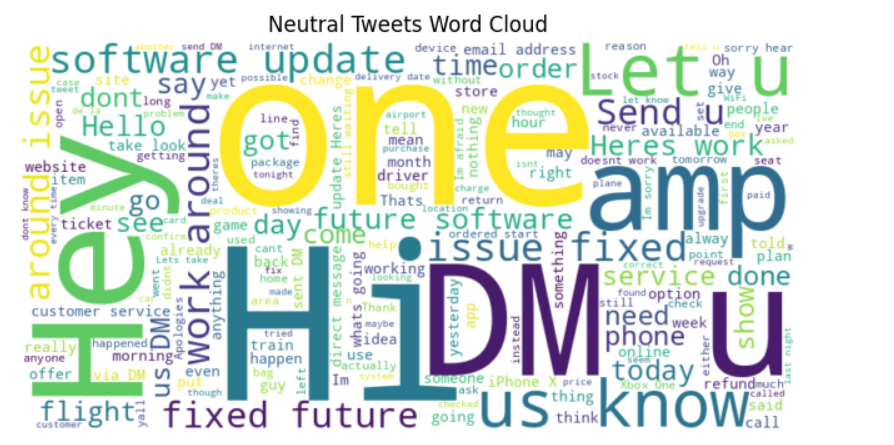 Neutral Tweets Word Cloud
another
send DM
internet
device
email address
reason
tell u
sorry hear
software update
time
order
Let u
Oh
way
give
stock
case
tweet
site
say
yet
possible
change
delivery date
without
store
dont
long
make
one
Send u
let know
set
WiFi
people
open
de la
problem
Hello
take look
getting
line
find
got
package
tonight
Heres
update
still waiting
airport
tell
mean
purchase
month
driver
bought
Thats
new
nothing
Im afraid
thought
hour
may
isnt
right
charge
return
never
available
end
box
Ive
year
asked
Heres work
doesnt work
tomorrow
seat
around issue
website
item
dont know
every time
Hey
minute
go
theres
deal
ticket
see
card
work around
product
showing
location
game
day
future software
come
used
ordered start
amp
plane
Im sorry
upgrade
first
paid
confirm
already
Lets take
cant
back
fix
home
made
area
sent DM
help
whats going
working
looking
issue fixed
something
alway
point
request
told
plan
w
correct
service
done
customer service
car
went
didnt
anything
Hi
direct message
Thank
maybe
idea
use
actually
system
yesterday
app
DM
instead
found
option
still
check
u
show
last night
really
anyone
happened
morning
us DM
Apologies
tried
train
happen
need
week
phone
either
online
seem
today
offer
via DM
put
even
though
bag
guy
left
Im
someone
ask
iPhone X
price
thing
Xbox One
refund
much
called
said
call
flight
customer
yall
fixed future
checked
going
us
think
know